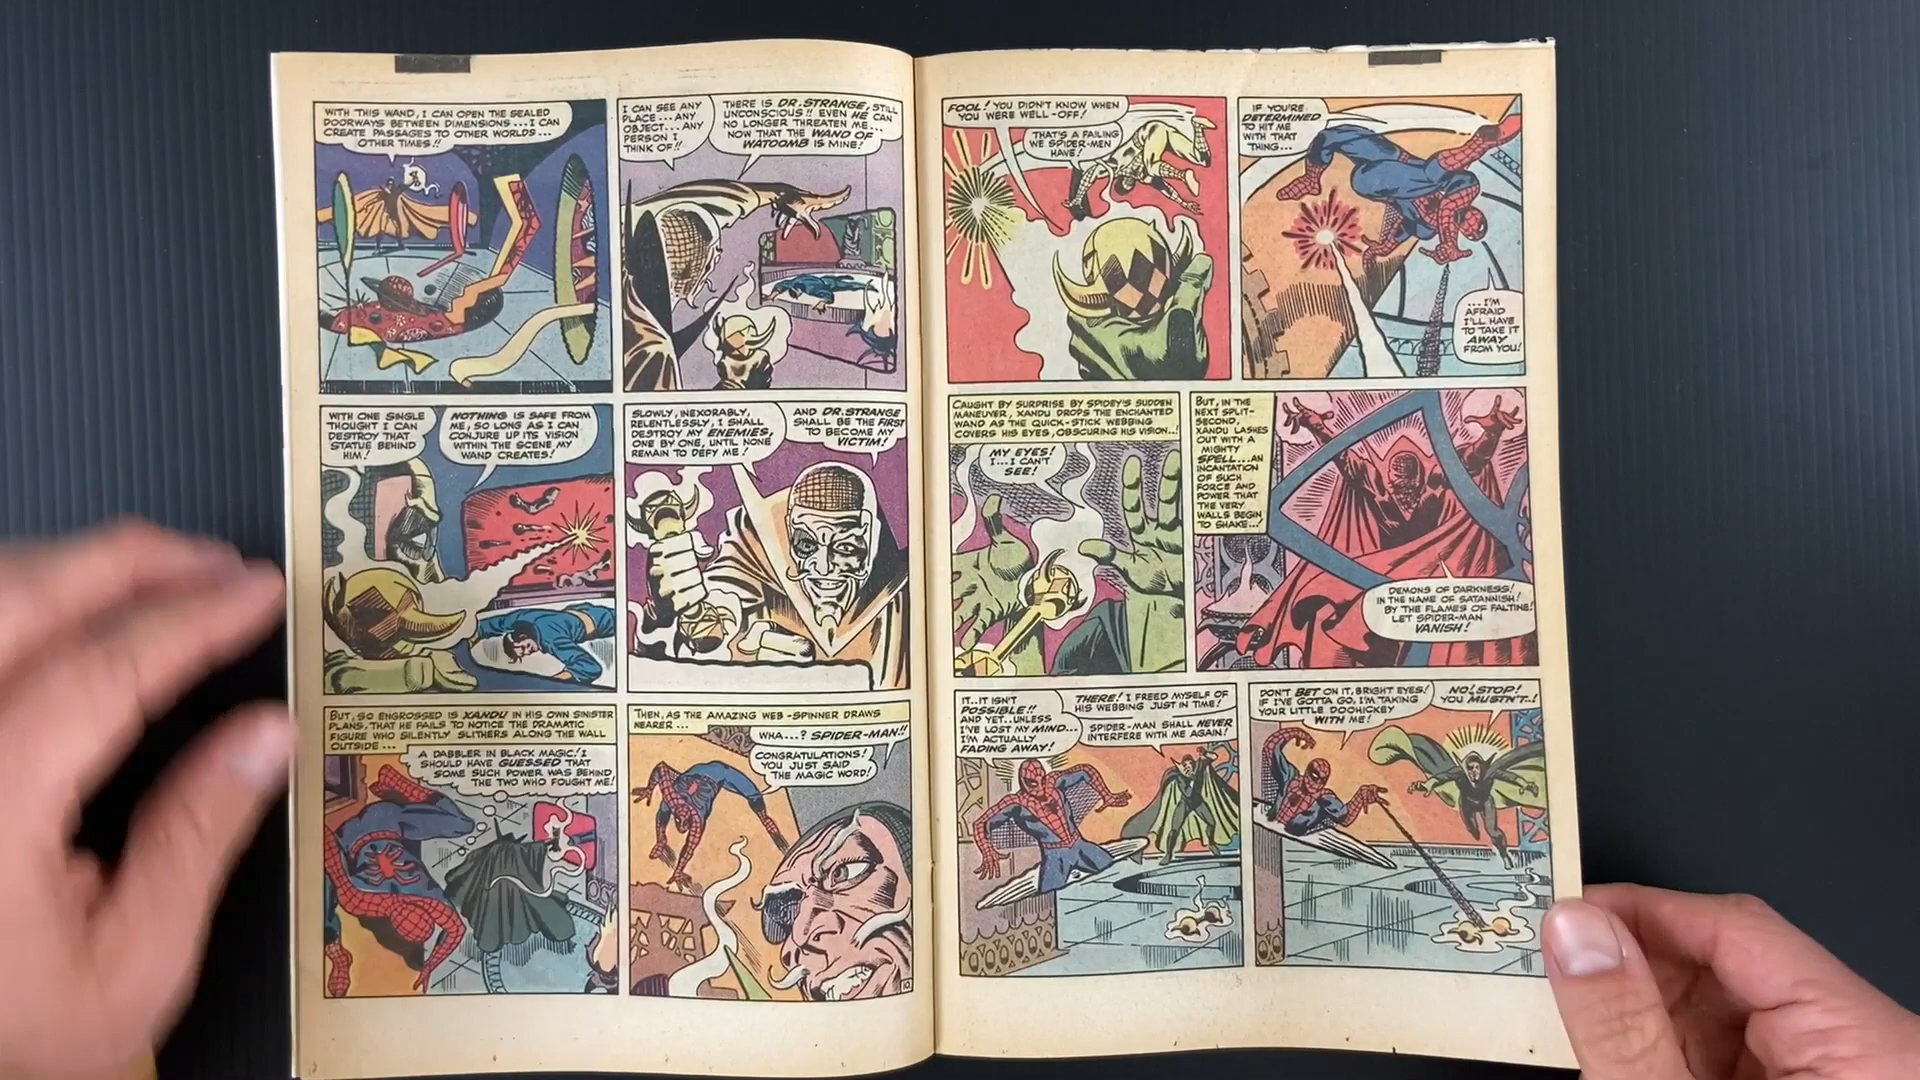 WITH THIS WAND, I CAN OPEN THE SEALED
DOORWAYS BETWEEN DIMENSIONS...I CAN
CREATE PASSAGES TO OTHER WORLDS...
OTHER TIMES!!
I CAN SEE ANY
PLACE...ANY
OBJECT...ANY
PERSON I
THINK OF!!
THERE IS DR. STRANGE, STILL
UNCONSCIOUS!! EVEN HE CAN
NO LONGER THREATEN ME...
NOW THAT THE WAND OF
WATOOMB IS MINE!
WITH ONE SINGLE
THOUGHT I CAN
DESTROY THAT
STATUE BEHIND
HIM!
NOTHING IS SAFE FROM
ME, SO LONG AS I CAN
CONJURE UP ITS VISION
WITHIN THE SCENE MY
WAND CREATES!
SLOWLY, INEXORABLY,
RELENTLESSLY, I SHALL
DESTROY MY ENEMIES,
ONE BY ONE, UNTIL NONE
REMAIN TO DEFY ME!
AND DR. STRANGE
SHALL BE THE FIRST
TO BECOME MY
VICTIM!
BUT, SO ENGROSSED IS XANDU IN HIS OWN SINISTER
PLANS, THAT HE FAILS TO NOTICE THE DRAMATIC
FIGURE WHO SILENTLY SLITHERS ALONG THE WALL
OUTSIDE...
A DABBLER IN BLACK MAGIC! I
SHOULD HAVE GUESSED THAT
SOME SUCH POWER WAS BEHIND
THE TWO WHO FOUGHT ME!
THEN, AS THE AMAZING WEB-SPINNER DRAWS
NEARER...
WHA...? SPIDER-MAN!!
CONGRATULATIONS!
YOU JUST SAID
THE MAGIC WORD!
10
FOOL! YOU DIDN'T KNOW WHEN
YOU WERE WELL-OFF!
THAT'S A FAILING
WE SPIDER-MEN
HAVE!
IF YOU'RE
DETERMINED
TO HIT ME
WITH THAT
THING...
...I'M
AFRAID
I'LL HAVE
TO TAKE IT
AWAY
FROM YOU!
CAUGHT BY SURPRISE BY SPIDEY'S SUDDEN
MANEUVER, XANDU DROPS THE ENCHANTED
WAND AS THE QUICK-STICK WEBBING
COVERS HIS EYES, OBSCURING HIS VISION..!
MY EYES!
I...I CAN'T
SEE!
BUT, IN THE
NEXT SPLIT-
SECOND,
XANDU LASHES
OUT WITH A
MIGHTY
SPELL...AN
INCANTATION
OF SUCH
FORCE AND
POWER THAT
THE VERY
WALLS BEGIN
TO SHAKE...!
DEMONS OF DARKNESS!
IN THE NAME OF SATANNISH!
BY THE FLAMES OF FALTINE!
LET SPIDER-MAN
VANISH!
IT..IT ISN'T
POSSIBLE!!
AND YET..UNLESS
I'VE LOST MY MIND...
I'M ACTUALLY
FADING AWAY!
THERE! I FREED MYSELF OF
HIS WEBBING JUST IN TIME!
SPIDER-MAN SHALL NEVER
INTERFERE WITH ME AGAIN!
DON'T BET ON IT, BRIGHT EYES!
IF I'VE GOTTA GO, I'M TAKING
YOUR LITTLE DOOHICKEY
WITH ME!
NO! STOP!
YOU MUSTN'T..!